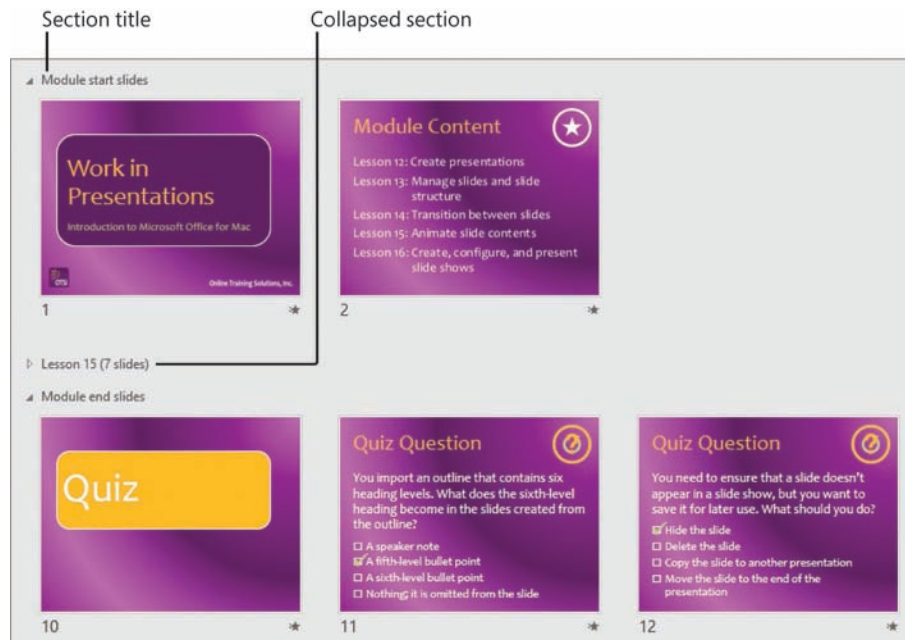 Section title
Collapsed section
Module start slides
Work in
Presentations
Introduction to Microsoft Office for Mac
Online Training Solutions, Inc.
1
Module Content
Lesson 12: Create presentations
Lesson 13: Manage slides and slide
structure
Lesson 14: Transition between slides
Lesson 15: Animate slide contents
Lesson 16: Create, configure, and present
slide shows
2
Lesson 15 (7 slides)
Module end slides
Quiz
10
Quiz Question
You import an outline that contains six
heading levels. What does the sixth-level
heading become in the slides created from
the outline?
A speaker note
A fifth-level bullet point
A sixth-level bullet point
Nothing; it is omitted from the slide
11
Quiz Question
You need to ensure that a slide doesn't
appear in a slide show, but you want to
save it for later use. What should you do?
Hide the slide
Delete the slide
Copy the slide to another presentation
Move the slide to the end of the
presentation
12